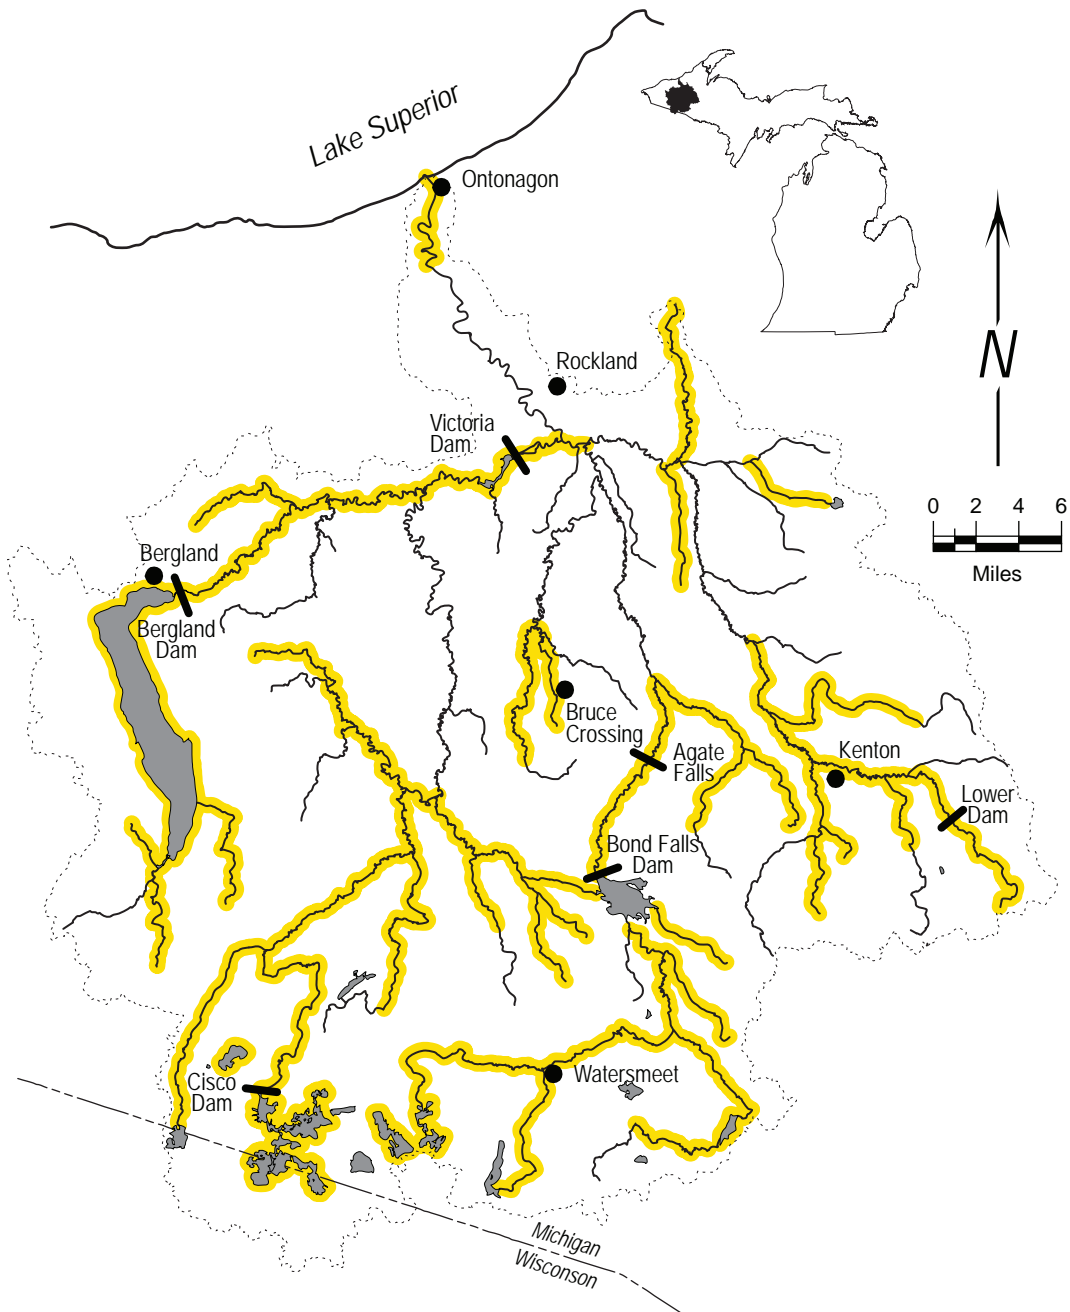 Lake Superior
Ontonagon
N
Rockland
Victoria
Dam
0 2 4 6
Miles
Bergland
Bergland
Dam
Bruce
Crossing
Agate
Falls
Kenton
Lower
Dam
Bond Falls
Dam
Cisco
Dam
Watersmeet
Michigan
Wisconson